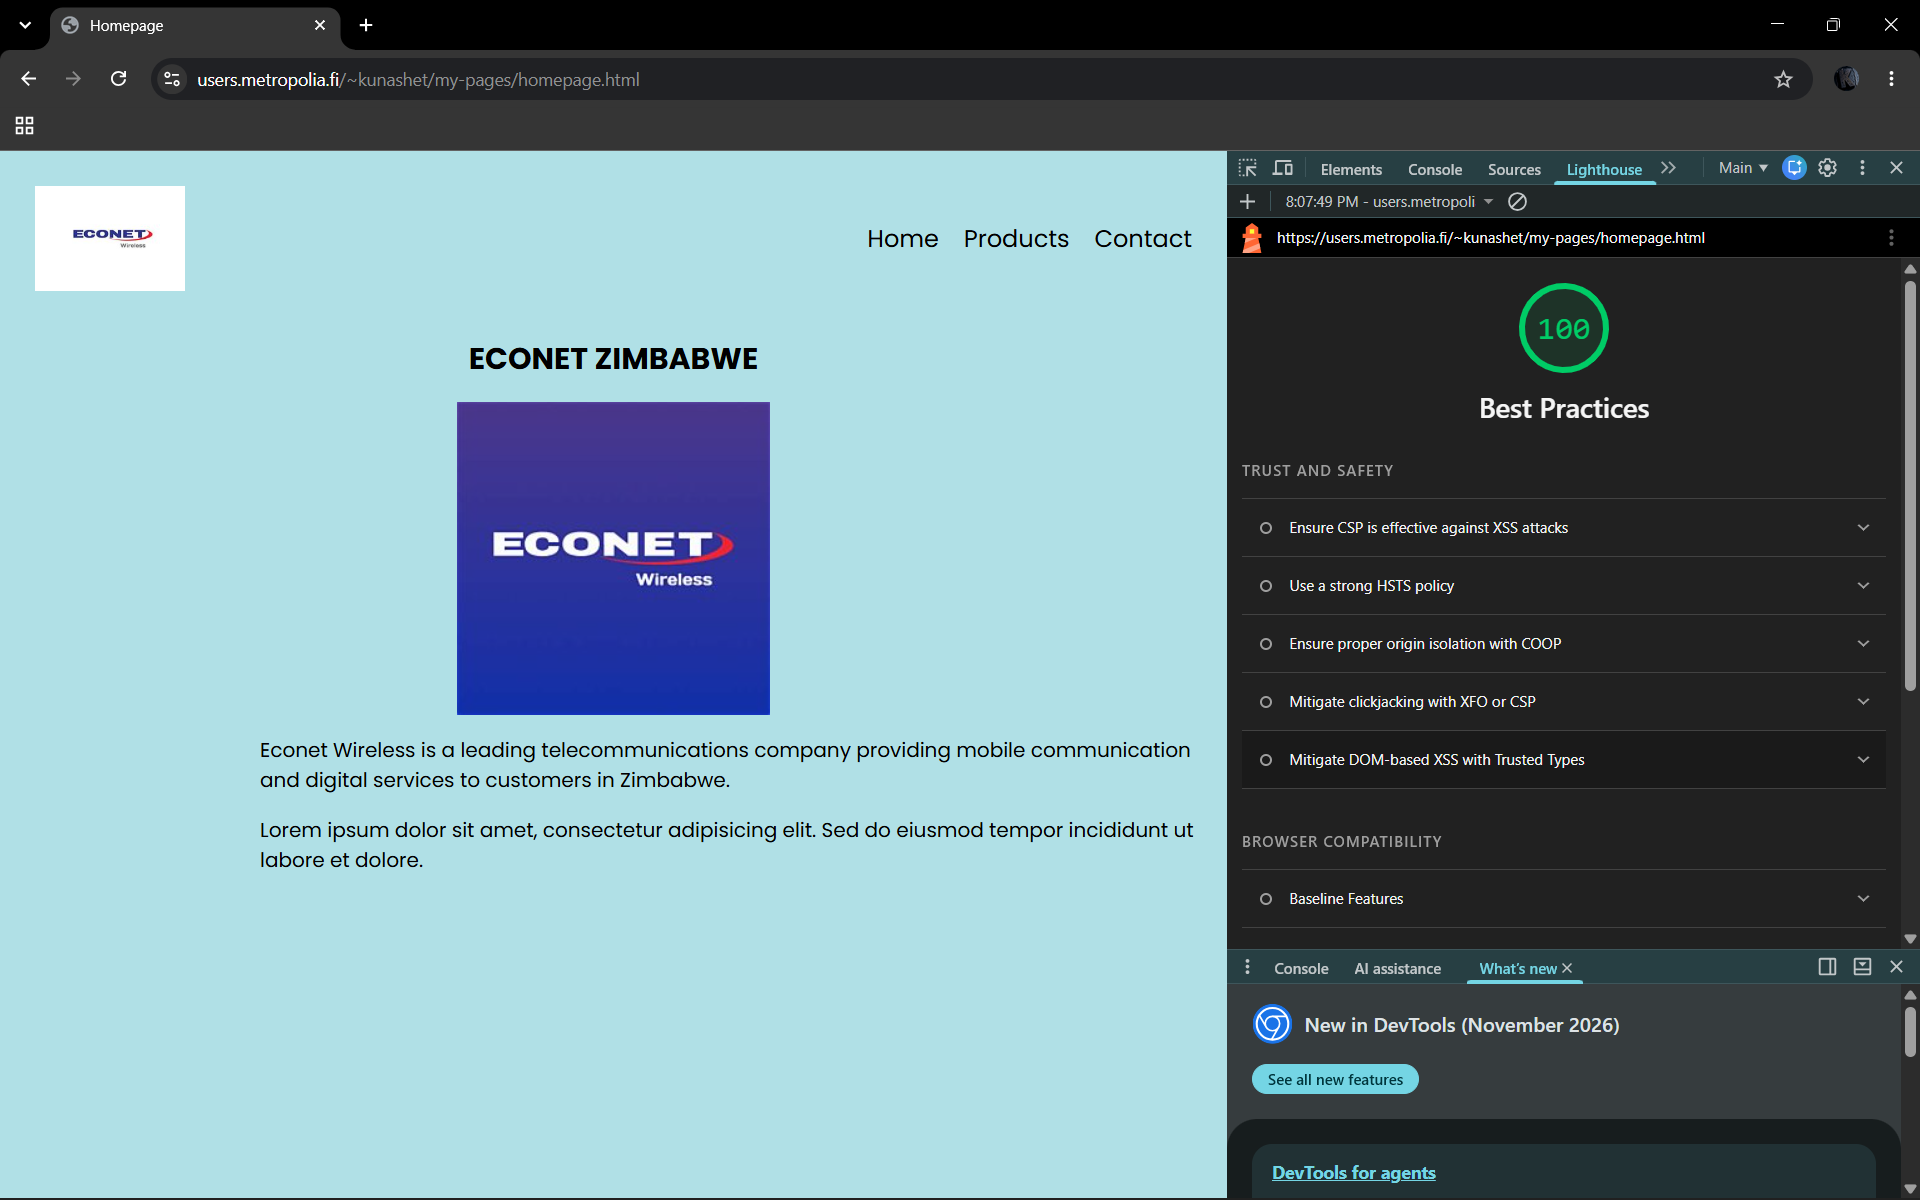 Homepage
users.metropolia.fi/~kunashet/my-pages/homepage.html
ECONET
Wireless
Home Products Contact
ECONET ZIMBABWE
ECONET
Wireless
Econet Wireless is a leading telecommunications company providing mobile communication
and digital services to customers in Zimbabwe.
Lorem ipsum dolor sit amet, consectetur adipisicing elit. Sed do eiusmod tempor incididunt ut
labore et dolore.
Elements Console Sources Lighthouse Main
8:07:49 PM - users.metropoli
https://users.metropolia.fi/~kunashet/my-pages/homepage.html
100
Best Practices
TRUST AND SAFETY
Ensure CSP is effective against XSS attacks
Use a strong HSTS policy
Ensure proper origin isolation with COOP
Mitigate clickjacking with XFO or CSP
Mitigate DOM-based XSS with Trusted Types
BROWSER COMPATIBILITY
Baseline Features
Console AI assistance What's new
New in DevTools (November 2026)
See all new features
DevTools for agents